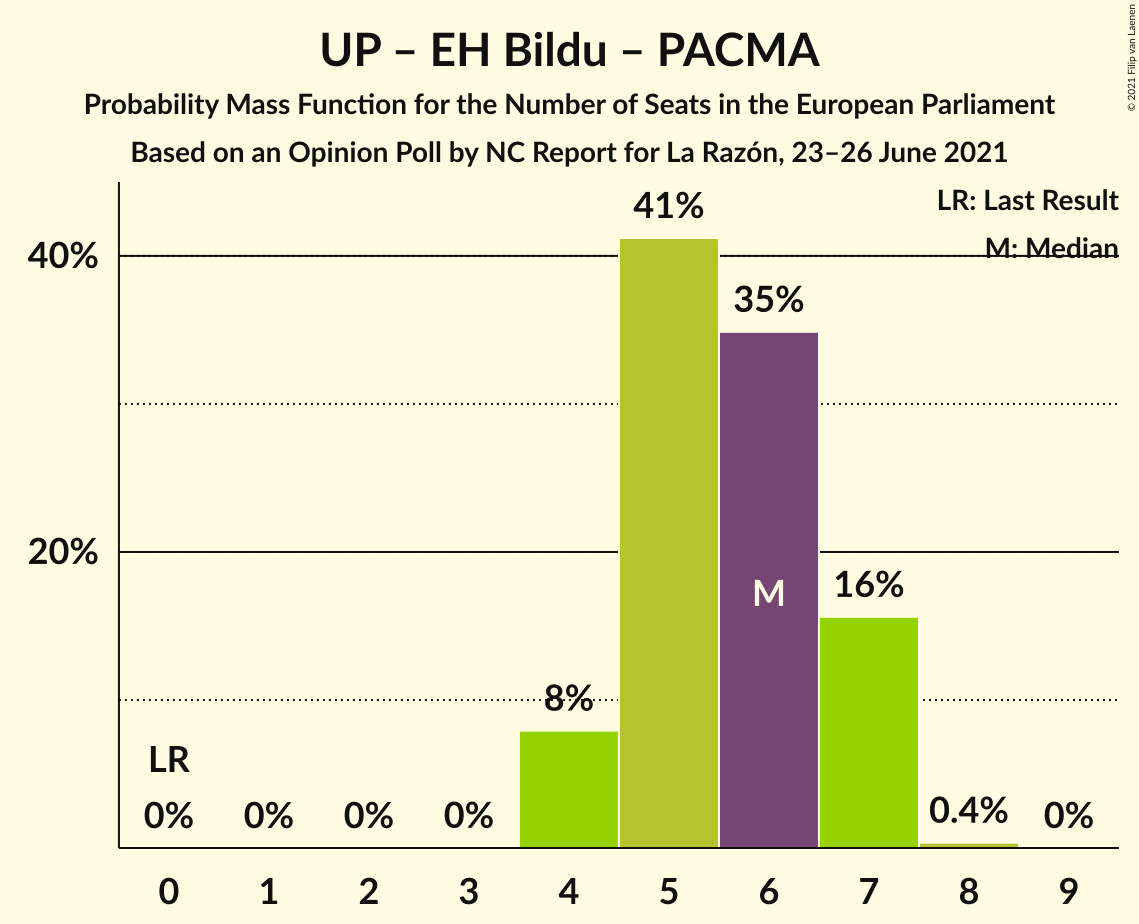 UP – EH Bildu – PACMA
Probability Mass Function for the Number of Seats in the European Parliament
Based on an Opinion Poll by NC Report for La Razón, 23–26 June 2021
© 2021 Filip van Laenen
LR: Last Result
M: Median
40%
20%
41%
35%
M
16%
8%
LR
0%
0%
0%
0%
0.4%
0%
0 1 2 3 4 5 6 7 8 9